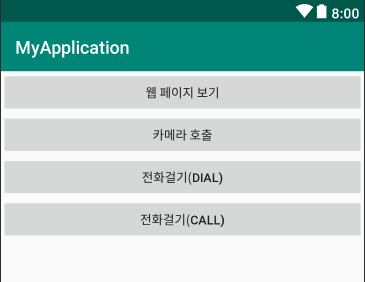 8:00
MyApplication
웹 페이지 보기
카메라 호출
전화걸기(DIAL)
전화걸기(CALL)